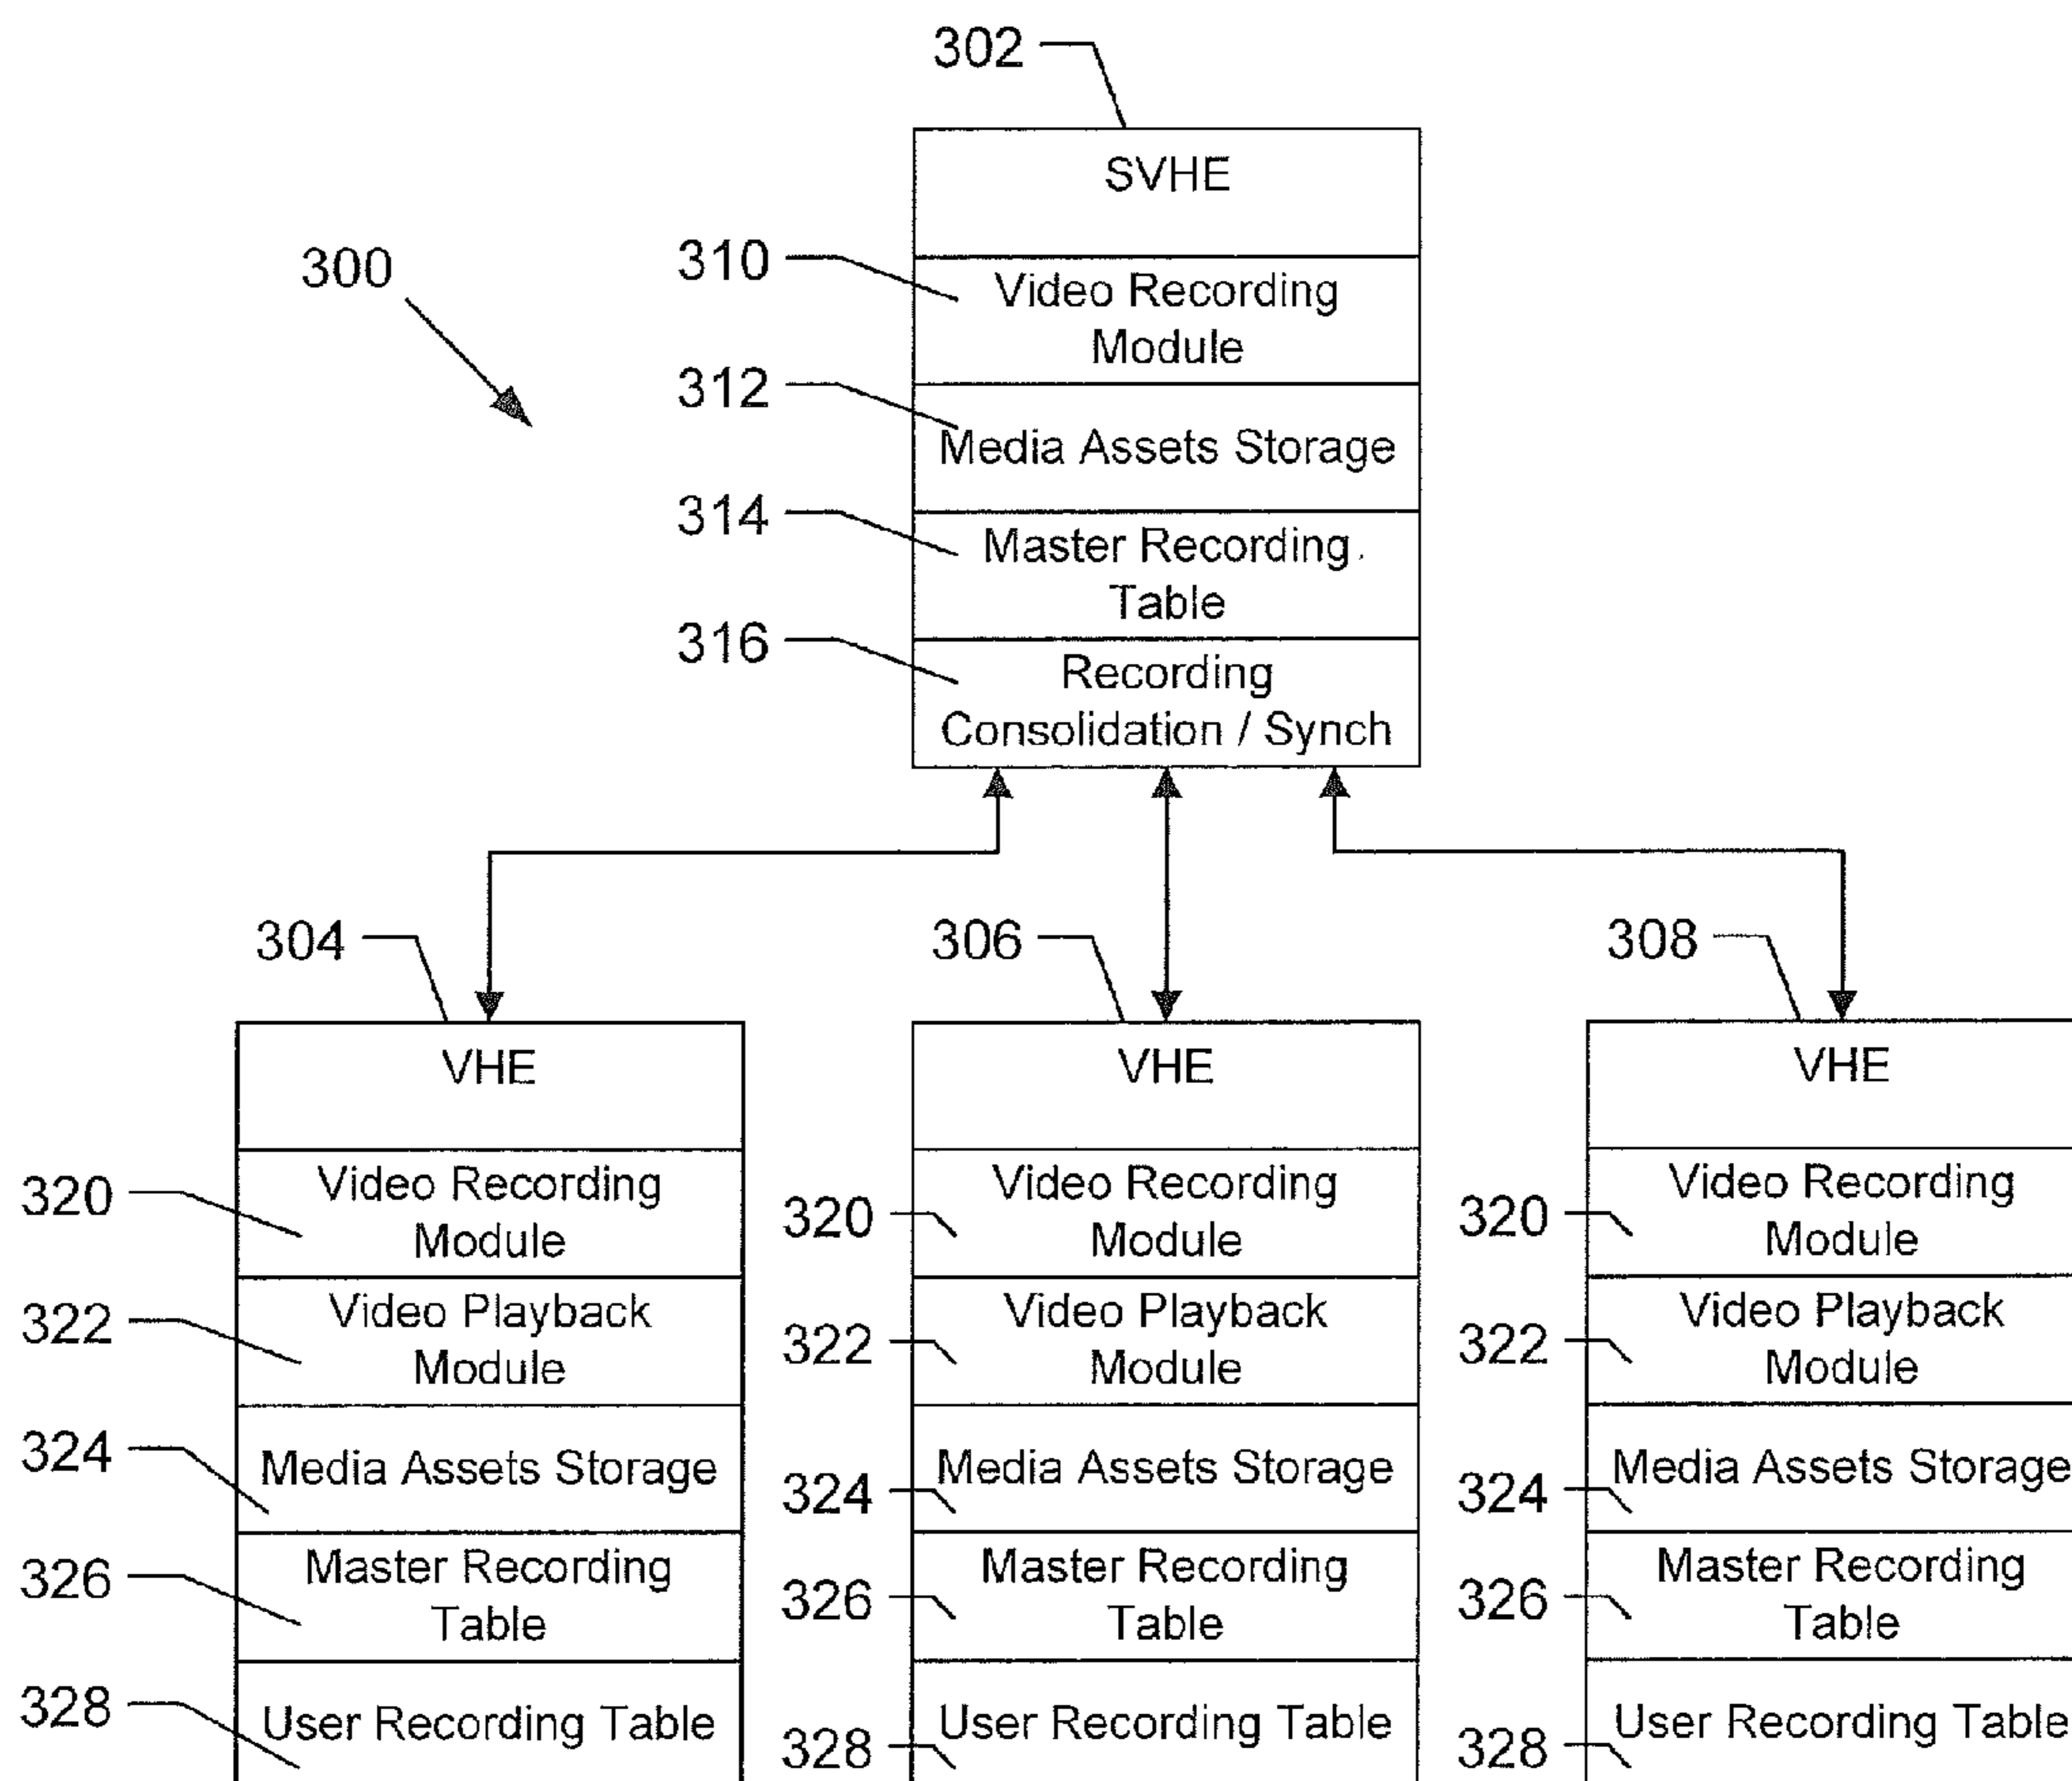 302
SVHE
300
310
Video Recording
Module
312
Media Assets Storage
314
Master Recording
Table
316
Recording
Consolidation / Synch
304
VHE
320
Video Recording
Module
322
Video Playback
Module
324
Media Assets Storage
326
Master Recording
Table
328
User Recording Table
306
VHE
320
Video Recording
Module
322
Video Playback
Module
324
Media Assets Storage
326
Master Recording
Table
328
User Recording Table
308
VHE
320
Video Recording
Module
322
Video Playback
Module
324
Media Assets Storage
326
Master Recording
Table
328
User Recording Table